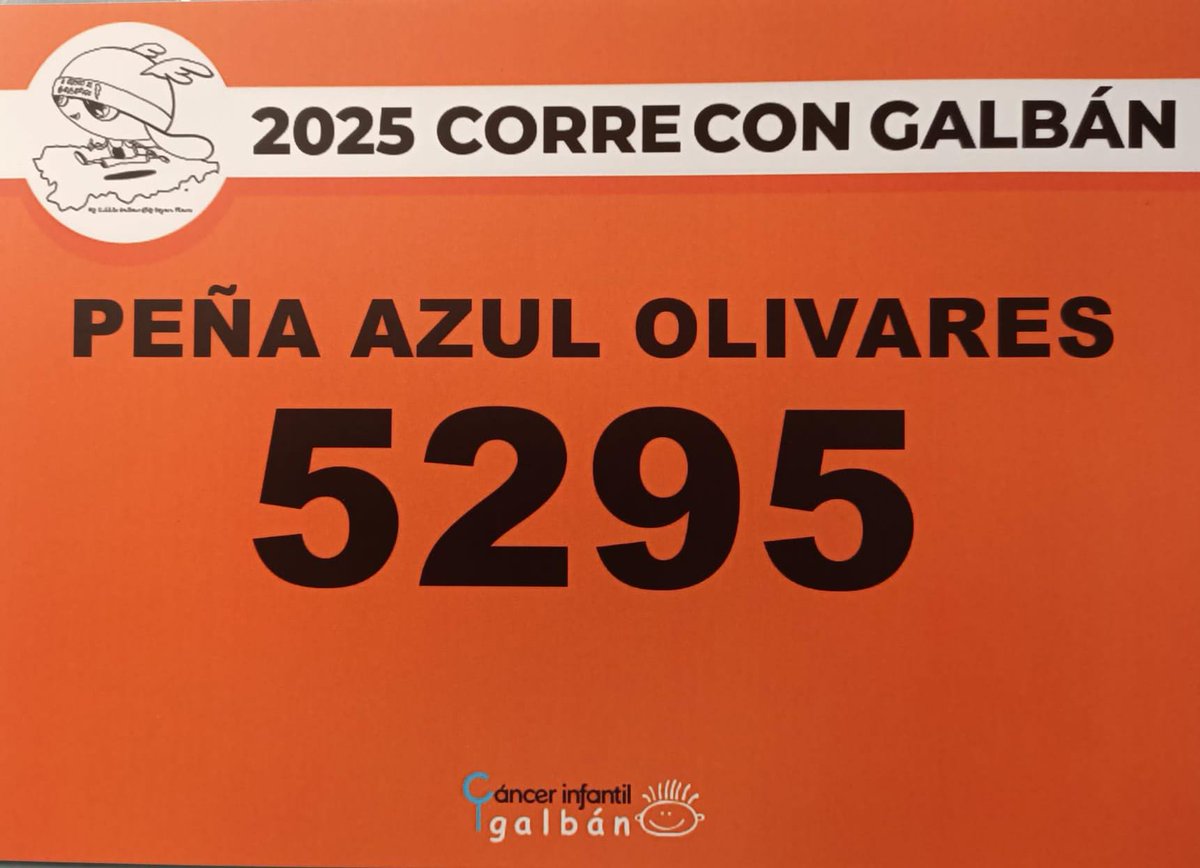 2025 CORRE CON GALBÁN
PEÑA AZUL OLIVARES
5295
Cáncer infantil
galbán